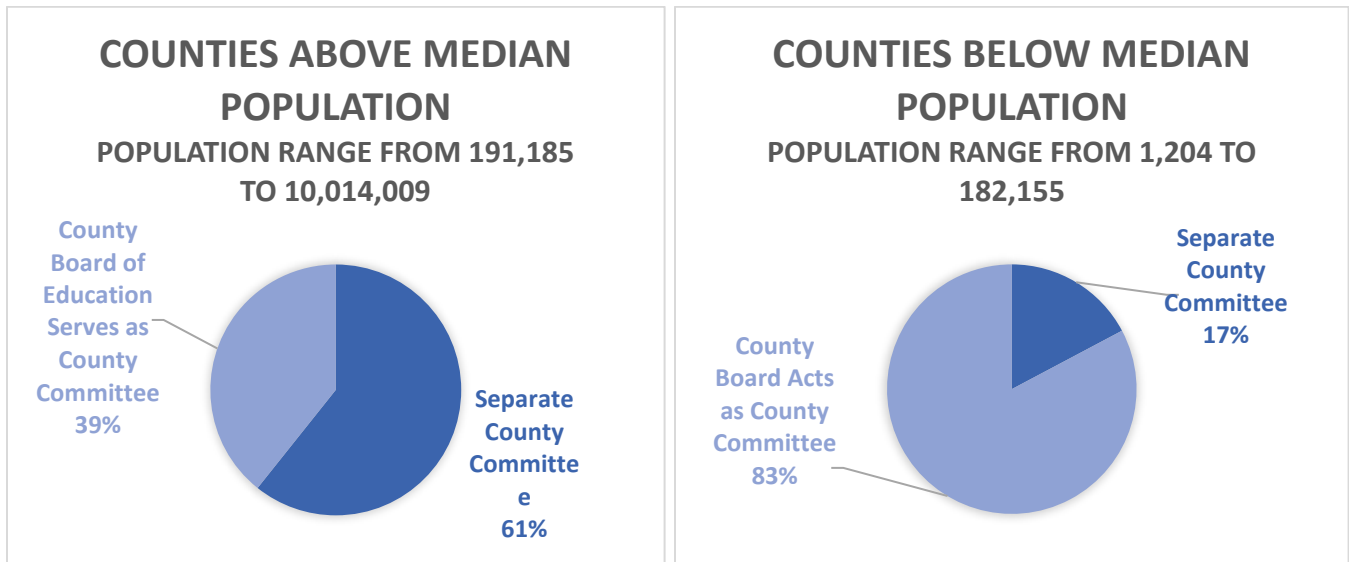 COUNTIES ABOVE MEDIAN
POPULATION
POPULATION RANGE FROM 191,185
TO 10,014,009
County
Board of
Education
Serves as
County
Committee
39%
Separate
County
Committe
e
61%
COUNTIES BELOW MEDIAN
POPULATION
POPULATION RANGE FROM 1,204 TO
182,155
Separate
County
Committee
17%
County
Board Acts
as County
Committee
83%